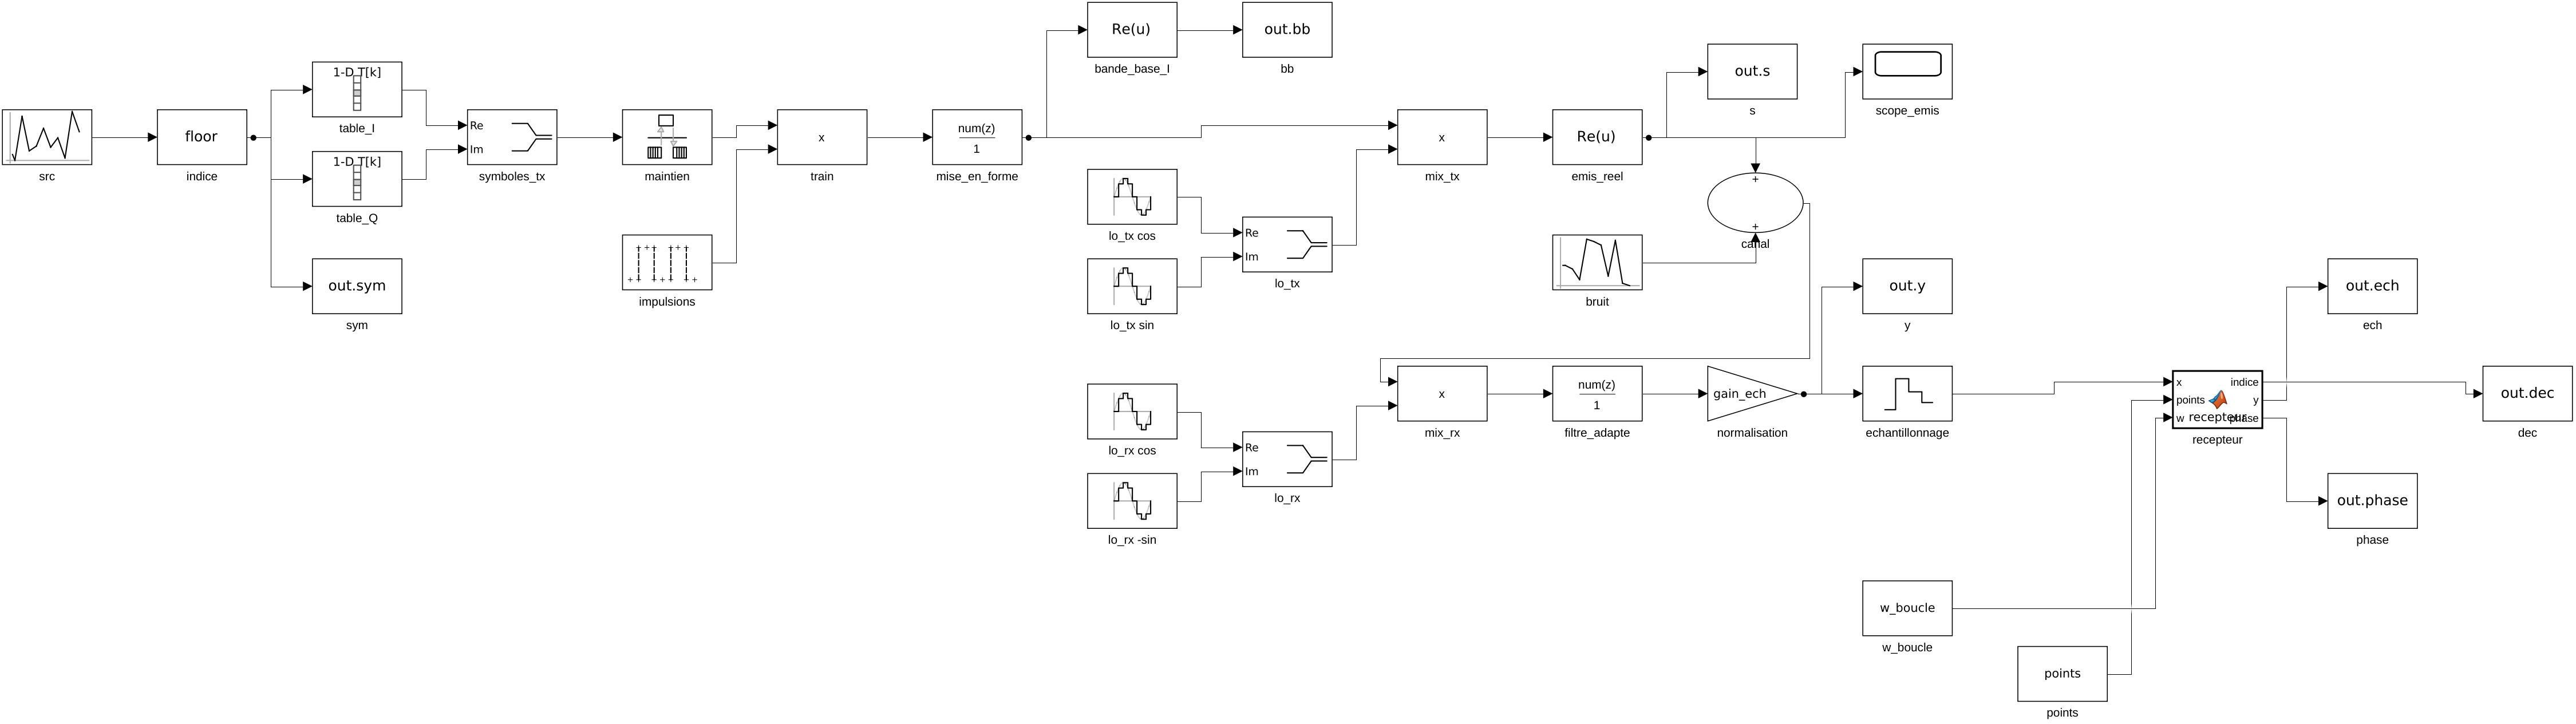 Re(u)
bande_base_I
out.bb
bb
out.s
s
scope_emis
src
floor
indice
1-D T[k]
table_I
1-D T[k]
table_Q
out.sym
sym
Re
Im
symboles_tx
maintien
impulsions
x
train
num(z)
1
mise_en_forme
lo_tx cos
lo_tx sin
Re
Im
lo_tx
x
mix_tx
Re(u)
emis_reel
+
+
canal
bruit
out.y
y
lo_rx cos
lo_rx -sin
Re
Im
lo_rx
x
mix_rx
num(z)
1
filtre_adapte
gain_ech
normalisation
echantillonnage
x
points
w
recepteur
indice
y
phase
recepteur
out.ech
ech
out.dec
dec
out.phase
phase
w_boucle
w_boucle
points
points